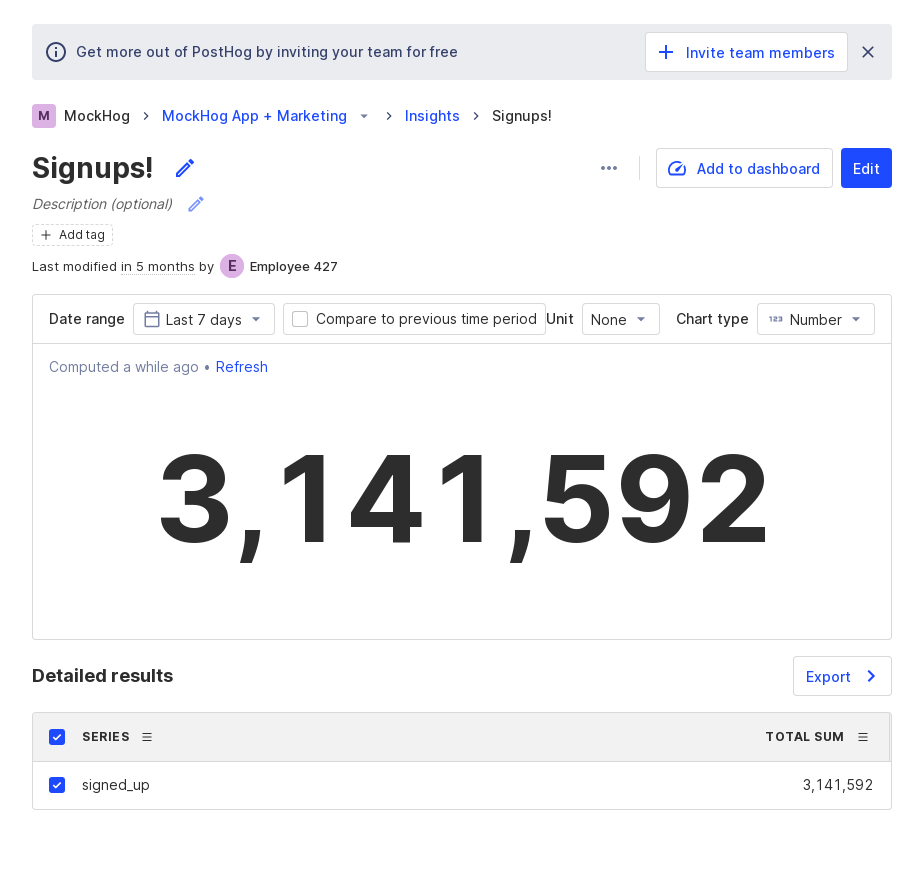 Get more out of PostHog by inviting your team for free
Invite team members
M MockHog MockHog App + Marketing Insights Signups!
Signups!
Add to dashboard
Edit
Description (optional)
Add tag
Last modified in 5 months by E Employee 427
Date range Last 7 days Compare to previous time period Unit None Chart type 123 Number
Computed a while ago • Refresh
3,141,592
Detailed results
Export
SERIES TOTAL SUM
signed_up 3,141,592